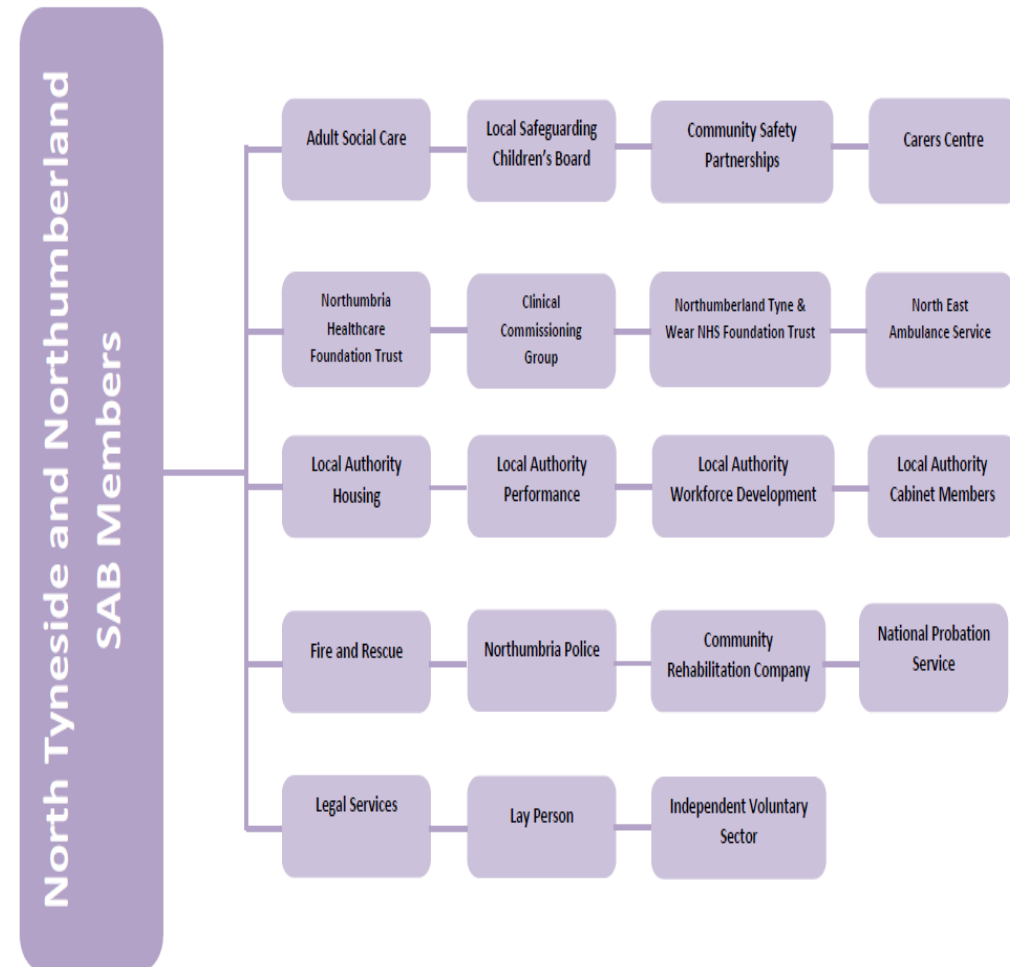 North Tyneside and Northumberland
SAB Members
Adult Social Care
Local Safeguarding
Children's Board
Community Safety
Partnerships
Carers Centre
Northumbria
Healthcare
Foundation Trust
Clinical
Commissioning
Group
Northumberland Tyne &
Wear NHS Foundation Trust
North East
Ambulance Service
Local Authority
Housing
Local Authority
Performance
Local Authority
Workforce Development
Local Authority
Cabinet Members
Fire and Rescue
Northumbria Police
Community
Rehabilitation Company
National Probation
Service
Legal Services
Lay Person
Independent Voluntary
Sector